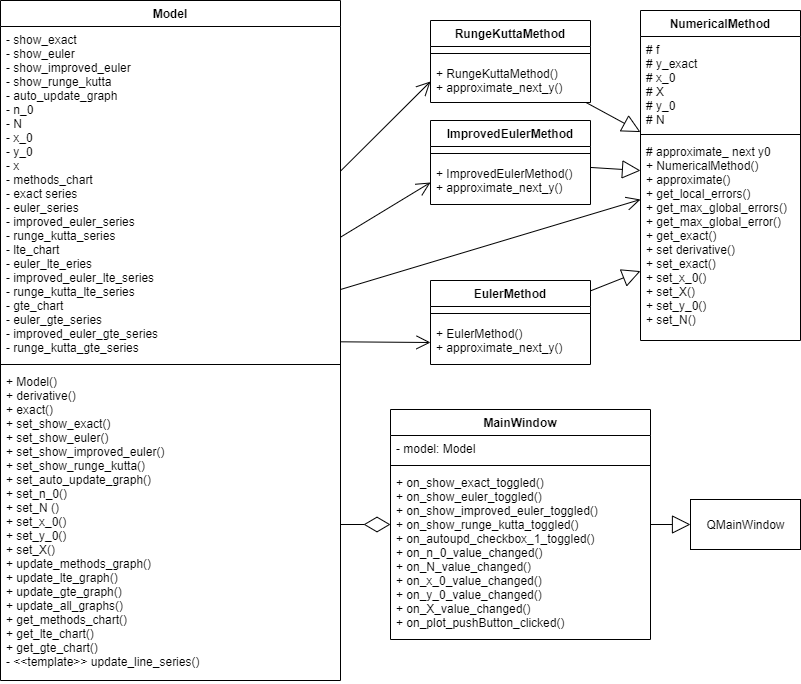 Model
- show_exact
- show_euler
- show_improved_euler
- show_runge_kutta
- auto_update_graph
- n_0
- N
- x_0
- y_0
- x
- methods_chart
- exact series
- euler_series
- improved_euler_series
- runge_kutta_series
- lte_chart
- euler_lte_eries
- improved_euler_lte_series
- runge_kutta_lte_series
- gte_chart
- euler_gte_series
- improved_euler_gte_series
- runge_kutta_gte_series
+ Model()
+ derivative()
+ exact()
+ set_show_exact()
+ set_show_euler()
+ set_show_improved_euler()
+ set_show_runge_kutta()
+ set_auto_update_graph()
+ set_n_0()
+ set_N ()
+ set_x_0()
+ set_y_0()
+ set_X()
+ update_methods_graph()
+ update_lte_graph()
+ update_gte_graph()
+ update_all_graphs()
+ get_methods_chart()
+ get_lte_chart()
+ get_gte_chart()
- <<template>> update_line_series()
RungeKuttaMethod
+ RungeKuttaMethod()
+ approximate_next_y()
ImprovedEulerMethod
+ ImprovedEulerMethod()
+ approximate_next_y()
EulerMethod
+ EulerMethod()
+ approximate_next_y()
NumericalMethod
# f
# y_exact
# x_0
# X
# y_0
# N
# approximate_ next y0
+ NumericalMethod()
+ approximate()
+ get_local_errors()
+ get_max_global_errors()
+ get_max_global_error()
+ get_exact()
+ set derivative()
+ set_exact()
+ set_x_0()
+ set_X()
+ set_y_0()
+ set_N()
MainWindow
- model: Model
+ on_show_exact_toggled()
+ on_show_euler_toggled()
+ on_show_improved_euler_toggled()
+ on_show_runge_kutta_toggled()
+ on_autoupd_checkbox_1_toggled()
+ on_n_0_value_changed()
+ on_N_value_changed()
+ on_x_0_value_changed()
+ on_y_0_value_changed()
+ on_X_value_changed()
+ on_plot_pushButton_clicked()
QMainWindow